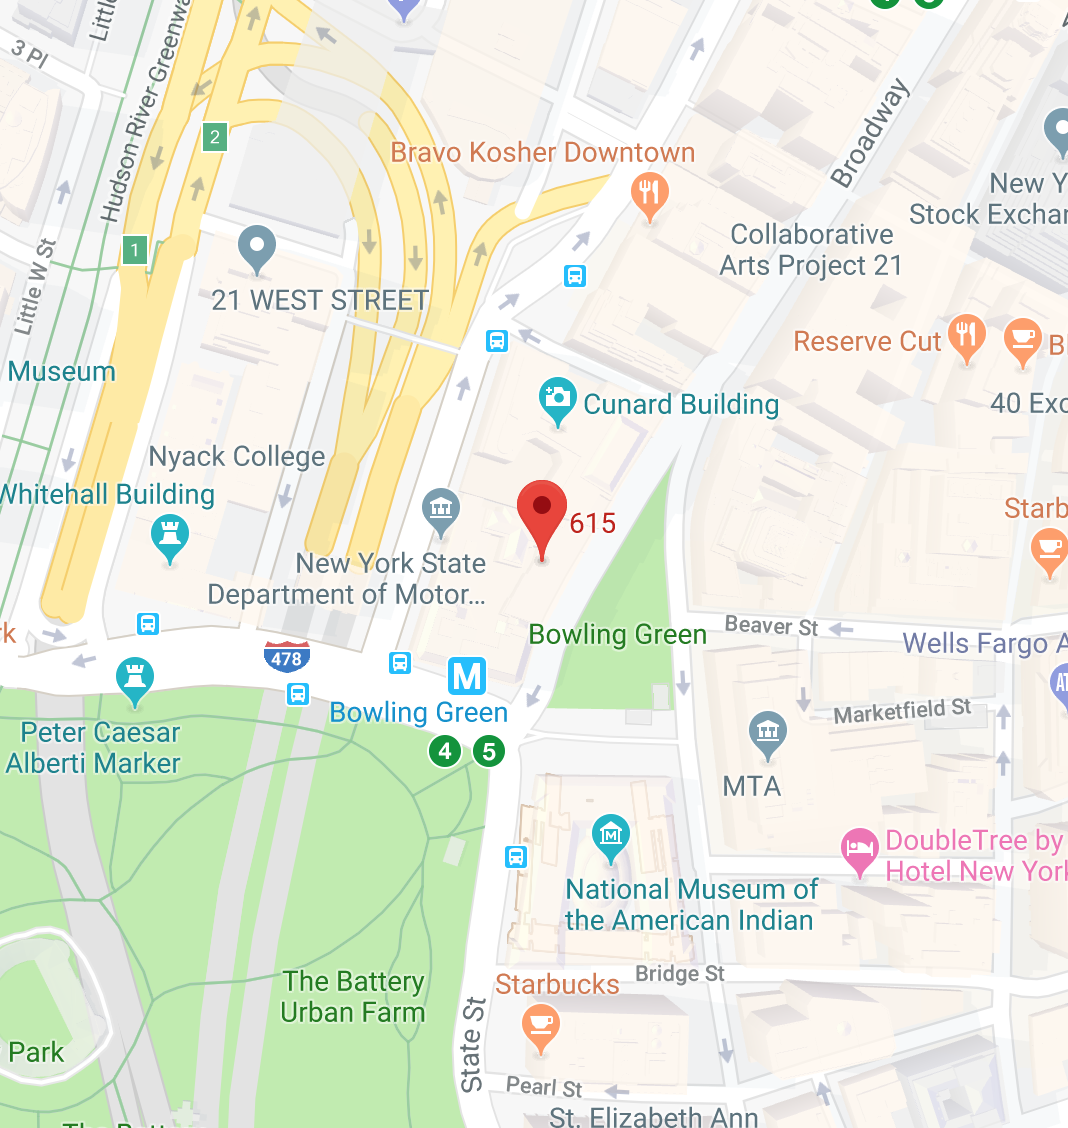 Little
3 Pl
Hudson River Greenwa
2
Bravo Kosher Downtown
Broadway
New Y
Stock Exchan
1
Collaborative
Arts Project 21
Little W St
21 WEST STREET
Reserve Cut
Bl
Museum
Cunard Building
40 Exc
Nyack College
Whitehall Building
Starb
615
New York State
Department of Motor...
Beaver St
Bowling Green
rk
Wells Fargo A
478
AT
M
Bowling Green
Marketfield St
4
5
Peter Caesar
Alberti Marker
MTA
M
DoubleTree by
Hotel New York
National Museum of
the American Indian
Bridge St
The Battery
Urban Farm
Starbucks
State St
Park
Pearl St
St. Elizabeth Ann